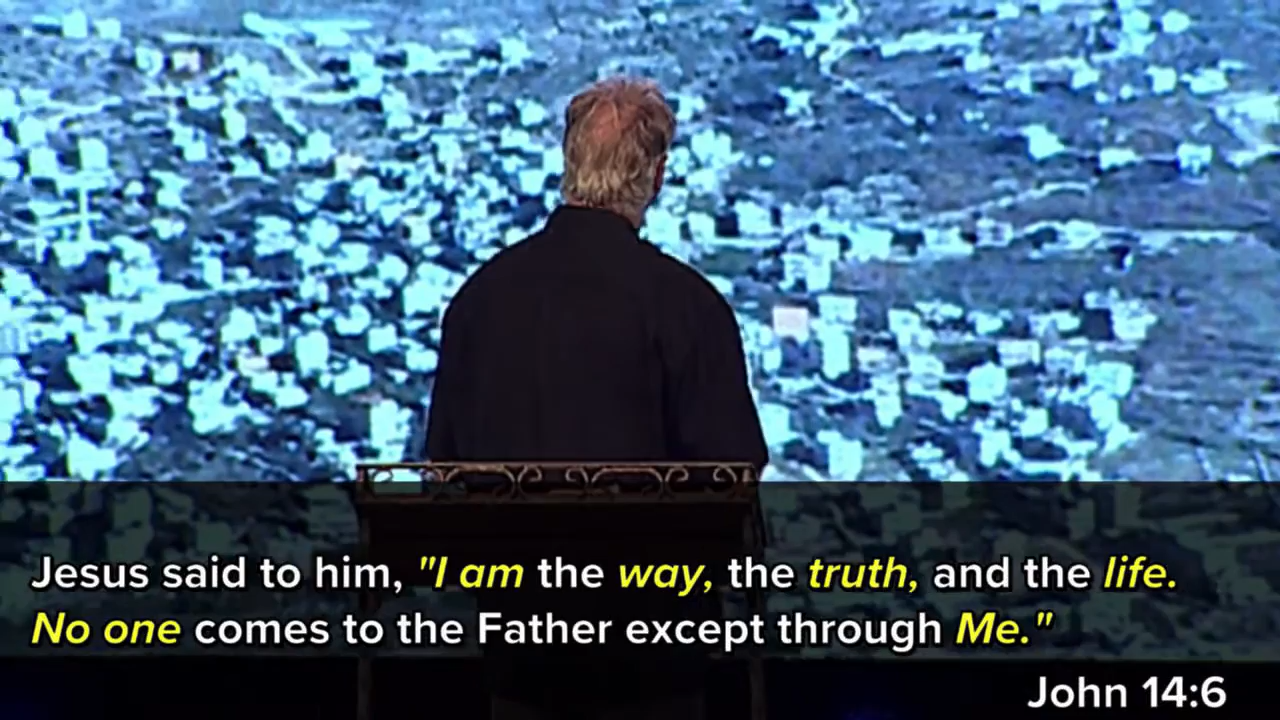 Jesus said to him, "I am the way, the truth, and the life.
No one comes to the Father except through Me."
John 14:6